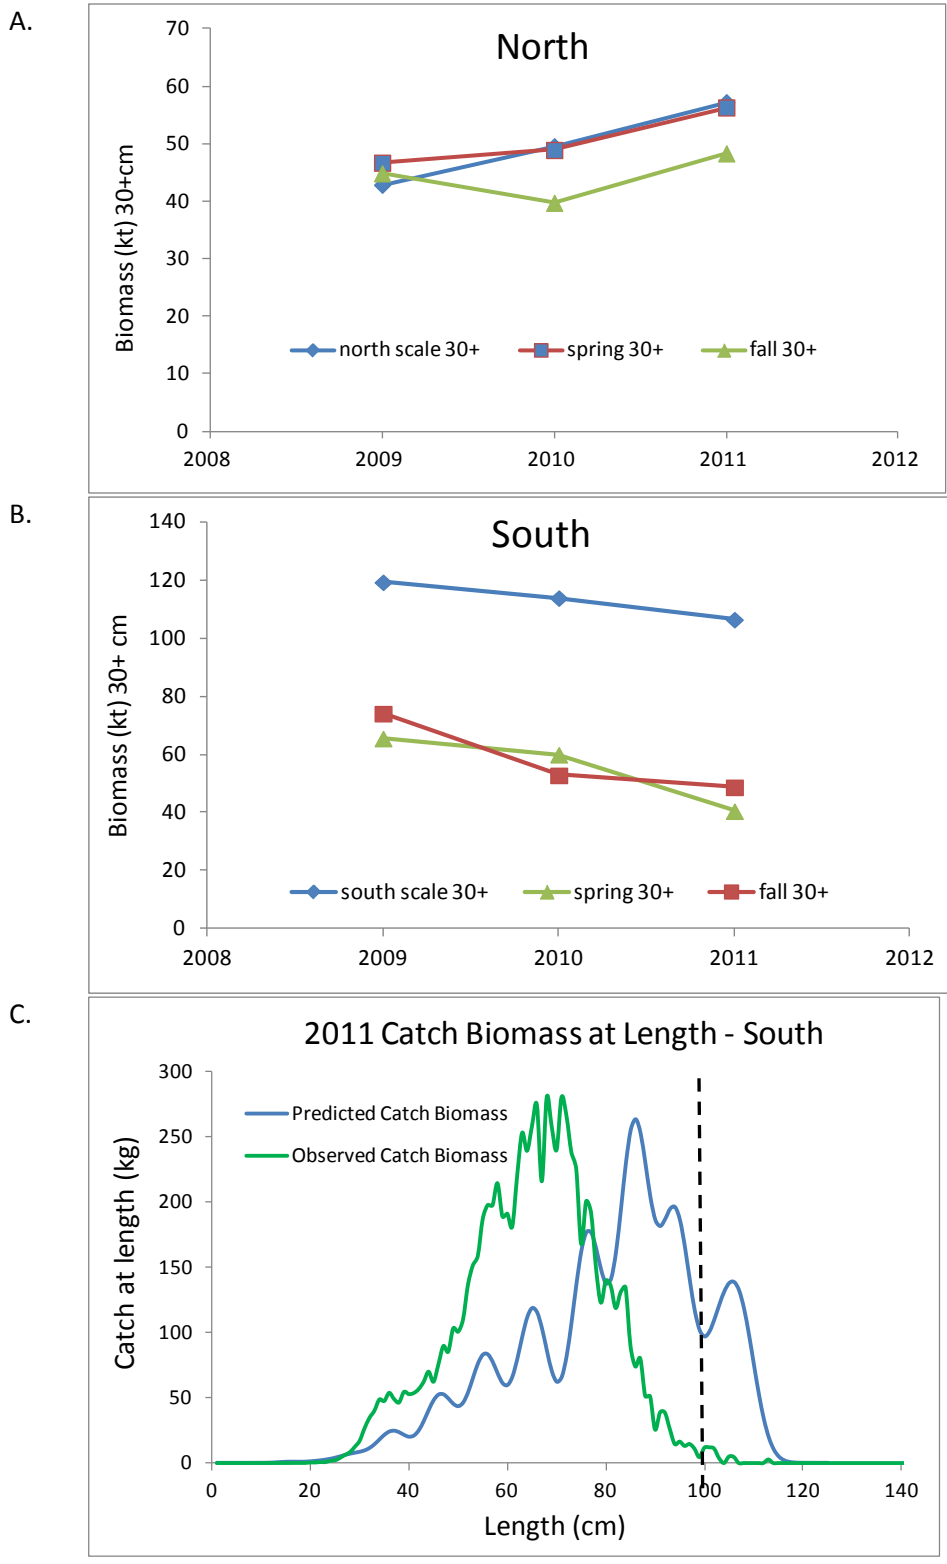 A.
North
Biomass (kt) 30+cm
70
60
50
40
30
20
10
0
north scale 30+ spring 30+ fall 30+
2008 2009 2010 2011 2012
B.
South
Biomass (kt) 30+ cm
140
120
100
80
60
40
20
0
south scale 30+ spring 30+ fall 30+
2008 2009 2010 2011 2012
C.
2011 Catch Biomass at Length - South
Catch at length (kg)
300
250
200
150
100
50
0
Predicted Catch Biomass
Observed Catch Biomass
0 20 40 60 80 100 120 140
Length (cm)